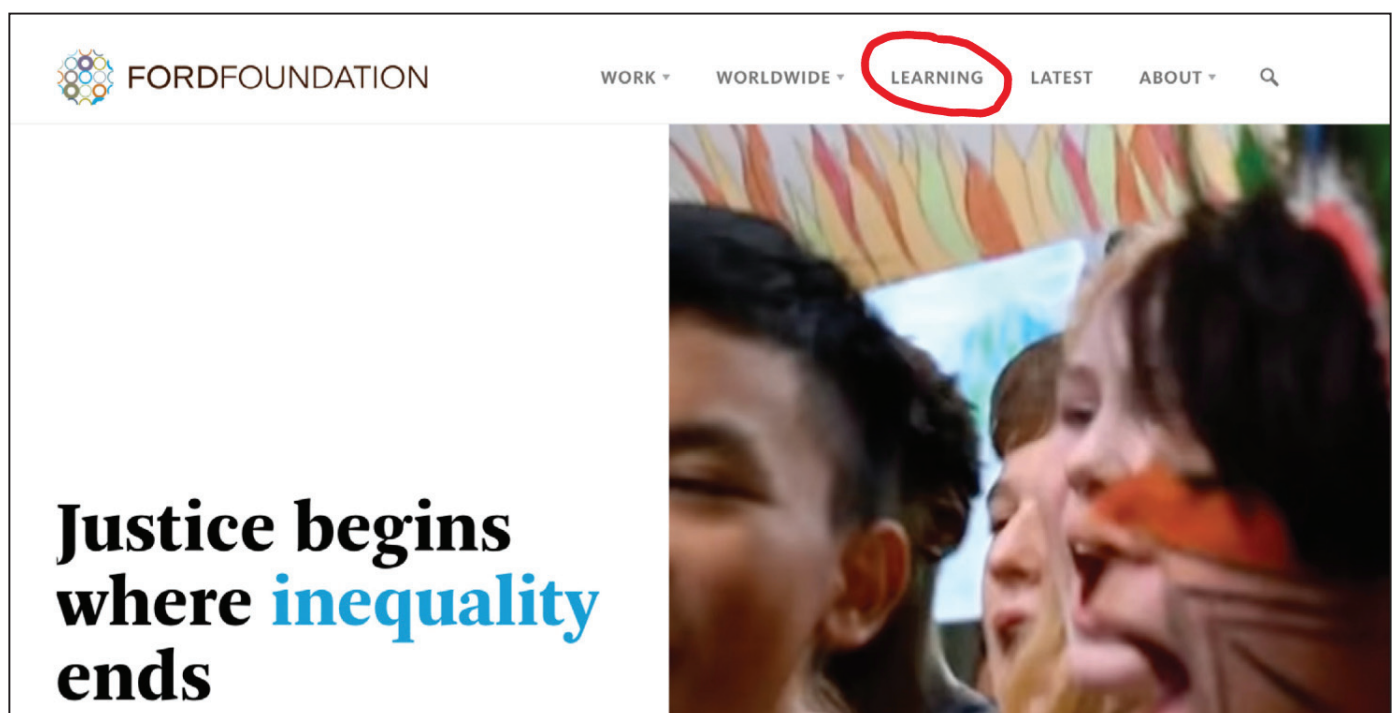 FORDFOUNDATION WORK WORLDWIDE LEARNING LATEST ABOUT
Justice begins
where inequality
ends